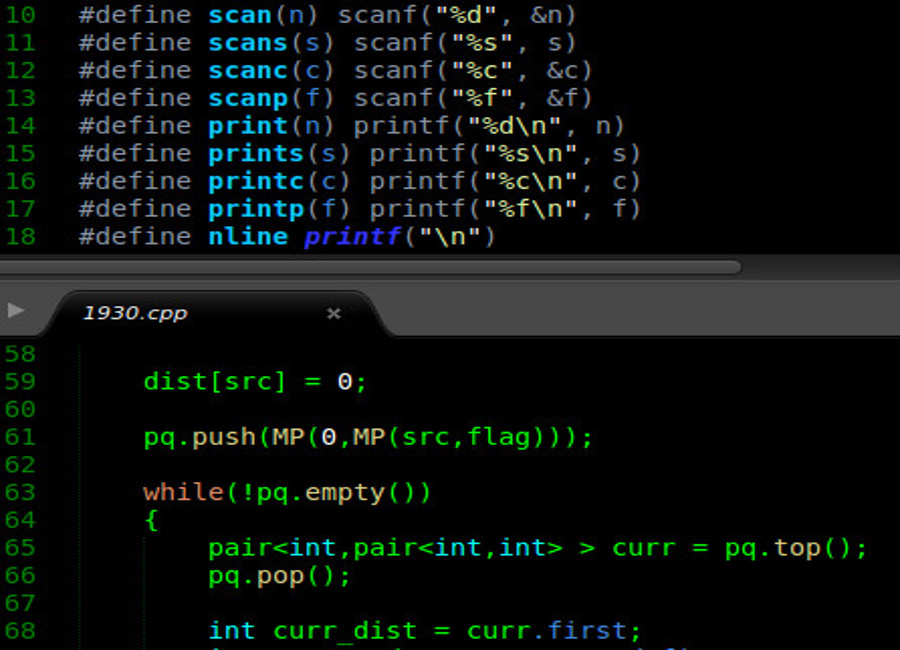 10 #define scan(n) scanf("%d", &n)
11 #define scans(s) scanf("%s", s)
12 #define scanc(c) scanf("%c", &c)
13 #define scanp(f) scanf("%f", &f)
14 #define print(n) printf("%d\n", n)
15 #define prints(s) printf("%s\n", s)
16 #define printc(c) printf("%c\n", c)
17 #define printp(f) printf("%f\n", f)
18 #define nline printf("\n")
1930.cpp ×
58
59 dist[src] = 0;
60
61 pq.push(MP(0,MP(src,flag)));
62
63 while(!pq.empty())
64 {
65 pair<int,pair<int,int> > curr = pq.top();
66 pq.pop();
67
68 int curr_dist = curr.first;